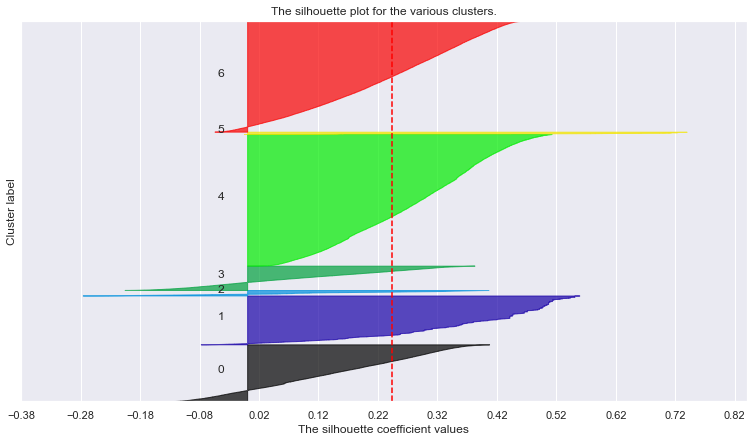 The silhouette plot for the various clusters.
Cluster label
6
5
4
3
2
1
0
−0.38 −0.28 −0.18 −0.08 0.02 0.12 0.22 0.32 0.42 0.52 0.62 0.72 0.82
The silhouette coefficient values